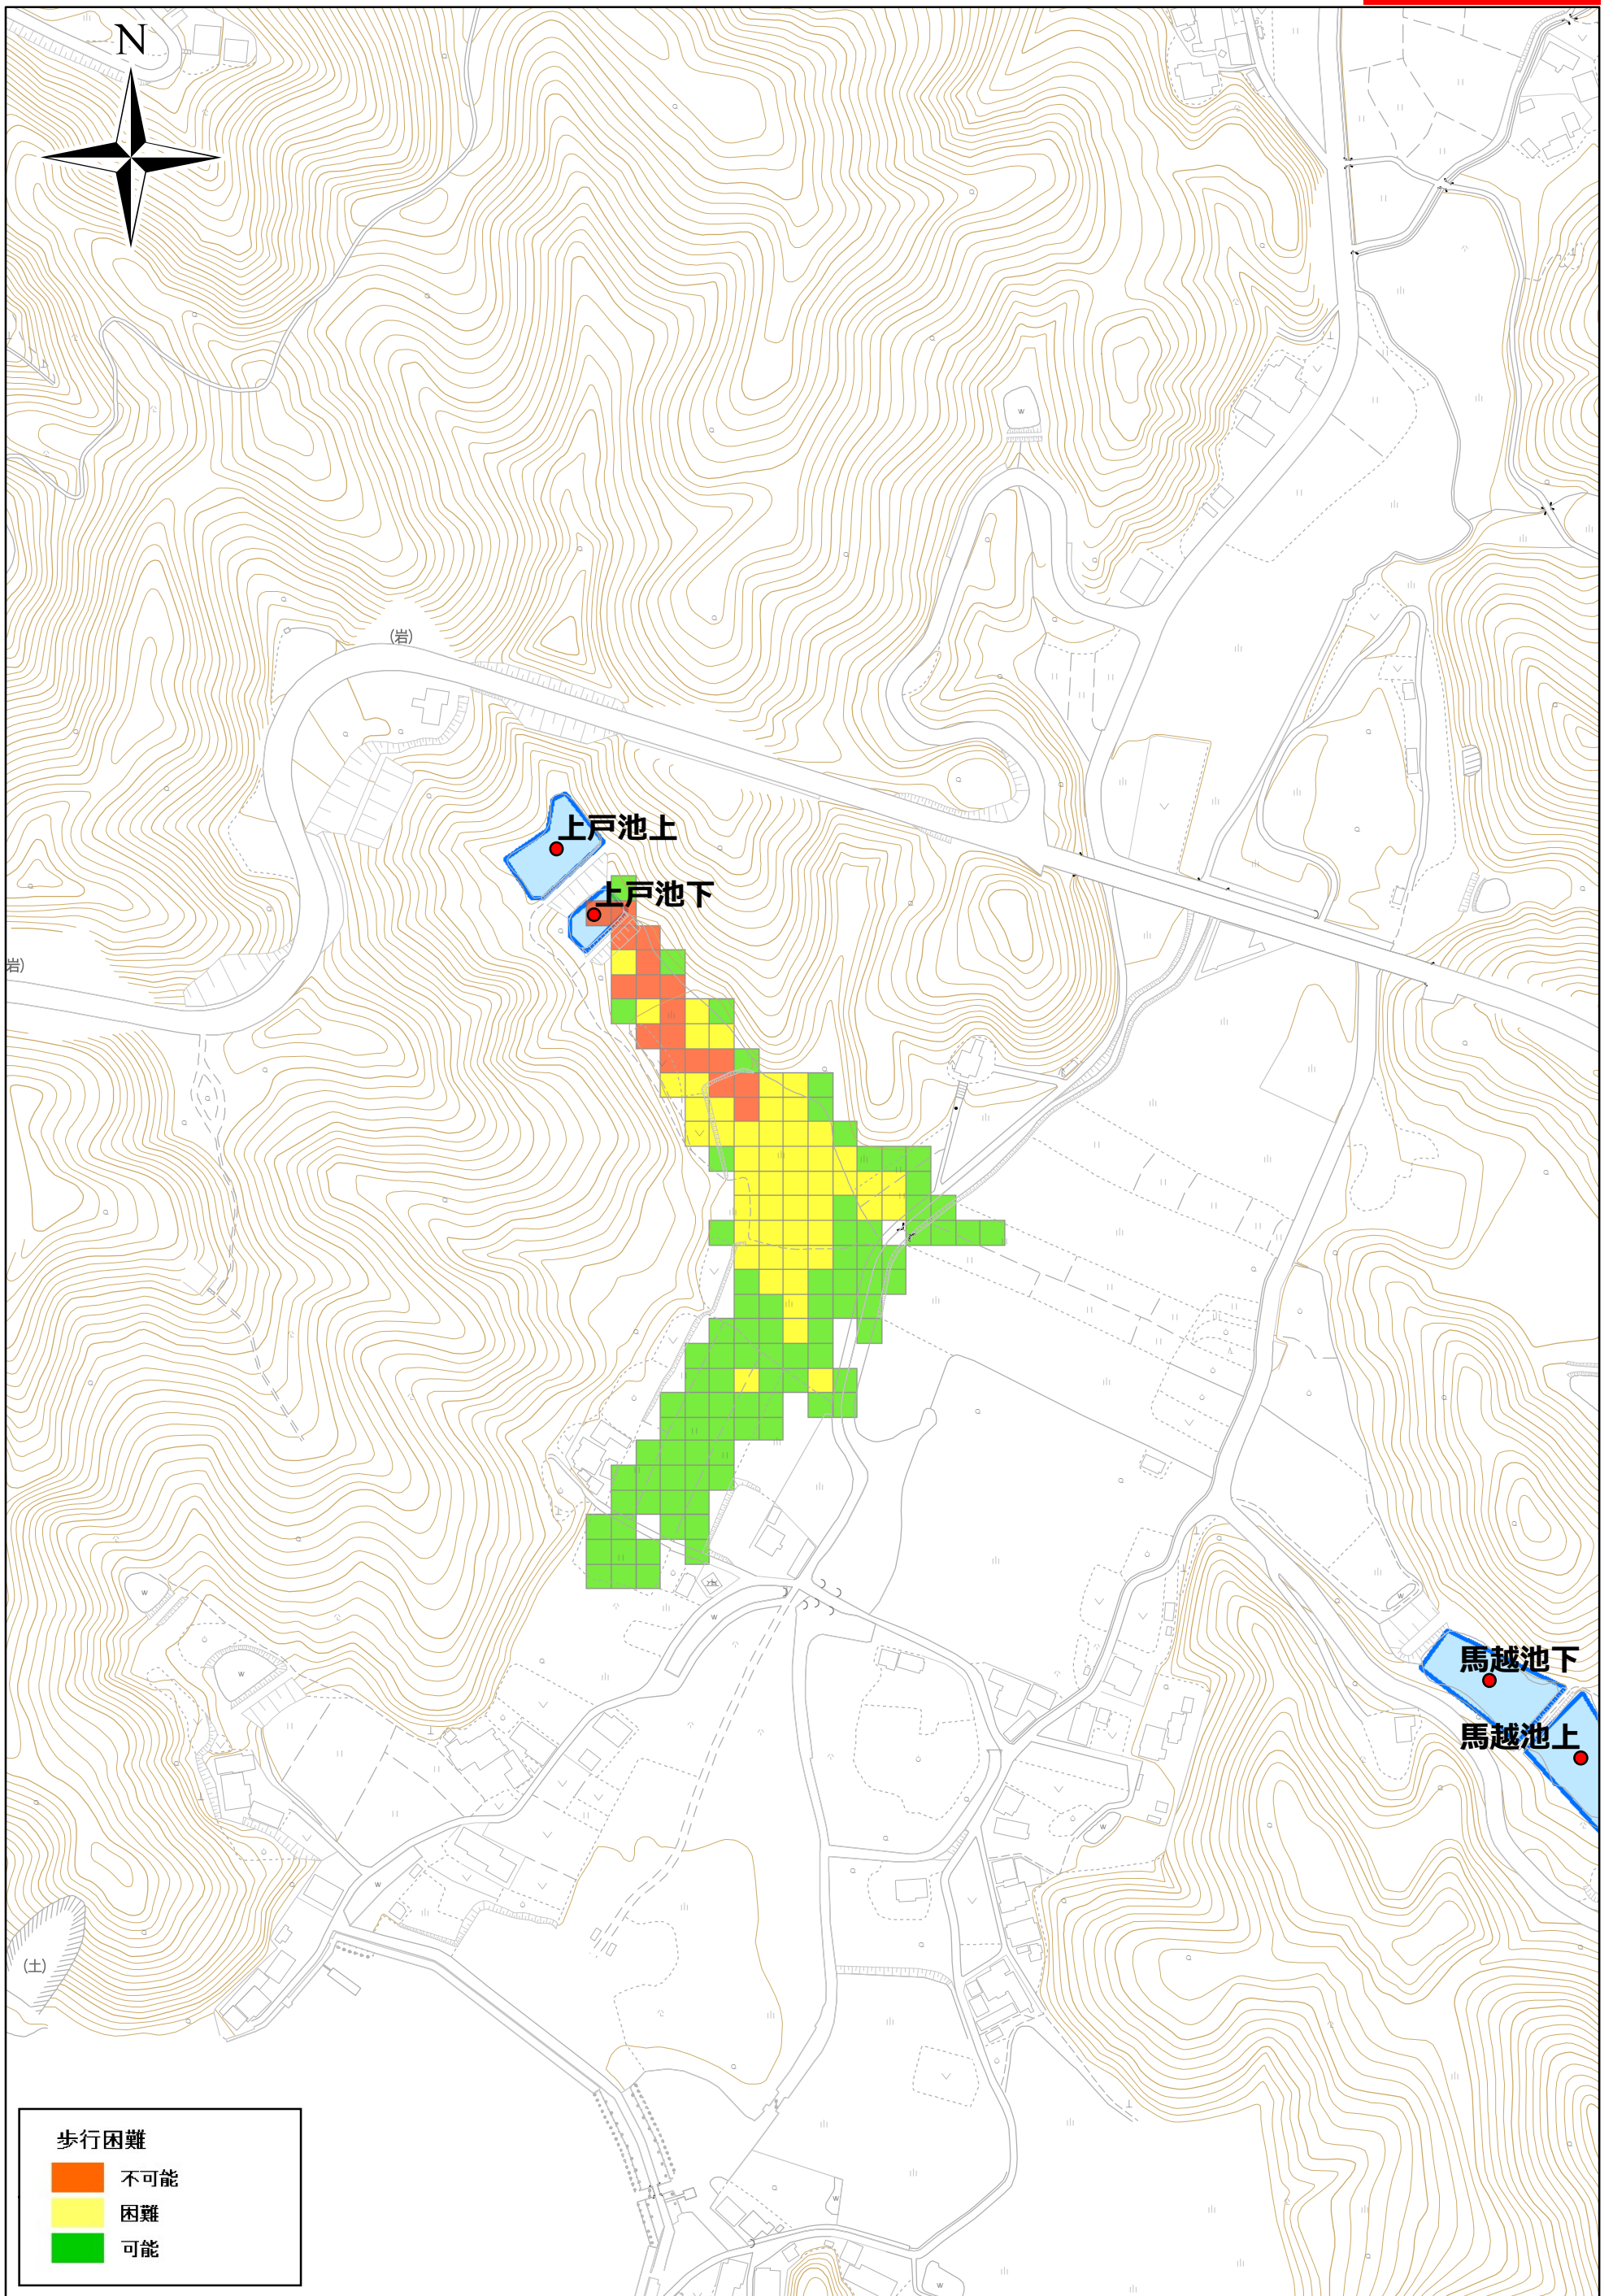 N
(岩)
上戸池上
上戸池下
岩)
馬越池下
馬越池上
(土)
歩行困難
不可能
困難
可能